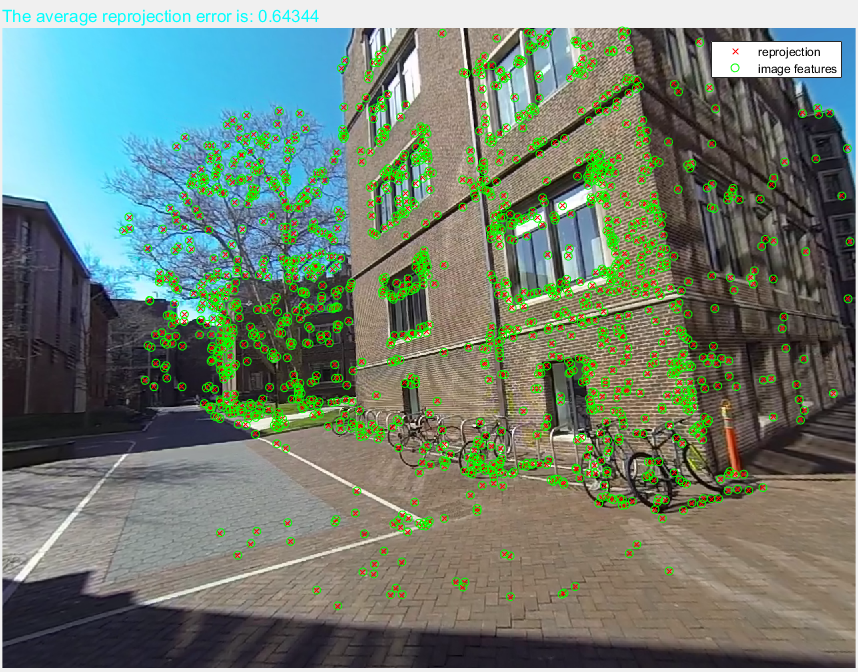 The average reprojection error is: 0.64344
reprojection
image features